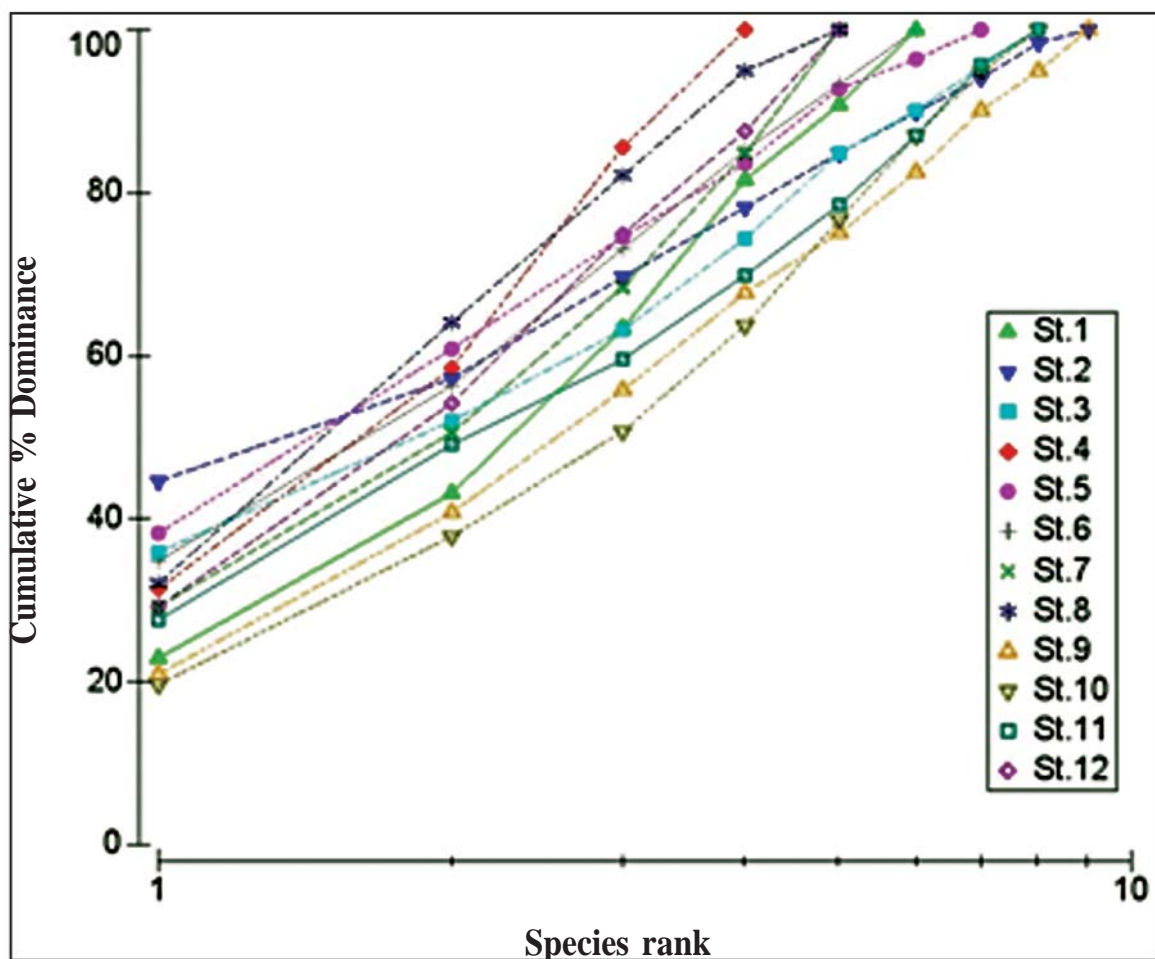 Cumulative % Dominance
100
80
60
40
20
0
1
10
Species rank
St.1
St.2
St.3
St.4
St.5
St.6
St.7
St.8
St.9
St.10
St.11
St.12